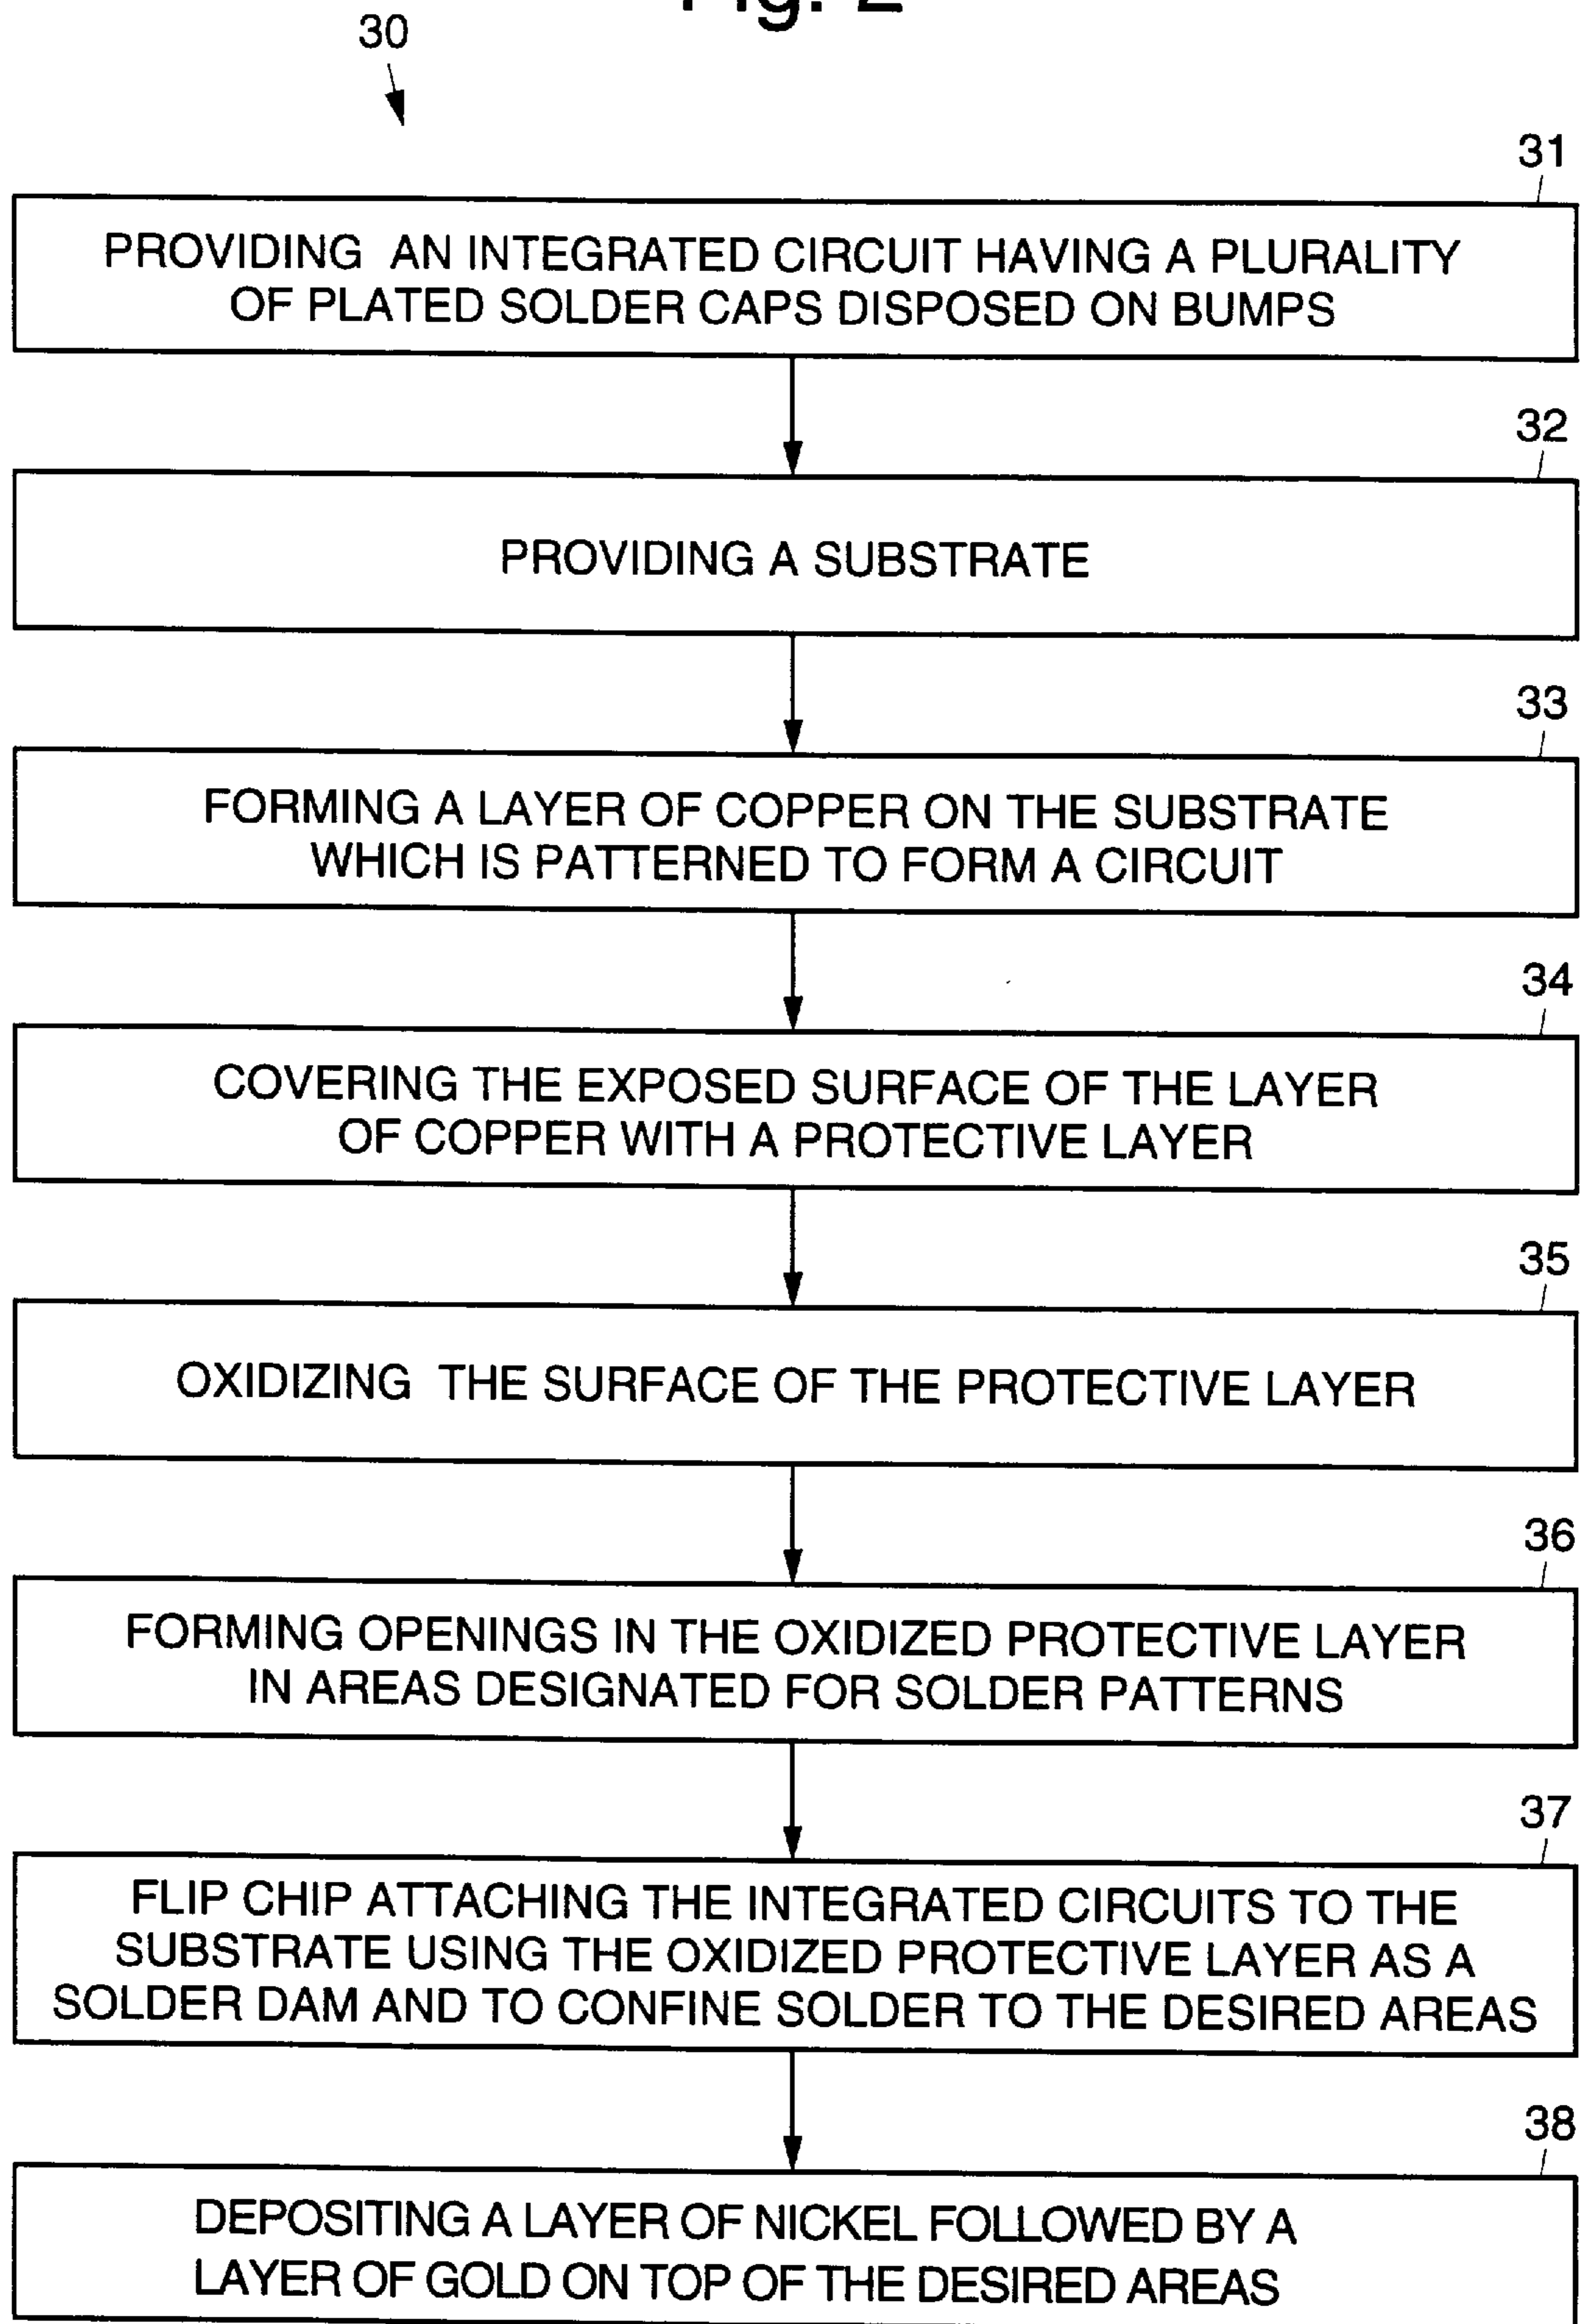 Fig. 2
30
31
PROVIDING AN INTEGRATED CIRCUIT HAVING A PLURALITY
OF PLATED SOLDER CAPS DISPOSED ON BUMPS
32
PROVIDING A SUBSTRATE
33
FORMING A LAYER OF COPPER ON THE SUBSTRATE
WHICH IS PATTERNED TO FORM A CIRCUIT
34
COVERING THE EXPOSED SURFACE OF THE LAYER
OF COPPER WITH A PROTECTIVE LAYER
35
OXIDIZING THE SURFACE OF THE PROTECTIVE LAYER
36
FORMING OPENINGS IN THE OXIDIZED PROTECTIVE LAYER
IN AREAS DESIGNATED FOR SOLDER PATTERNS
37
FLIP CHIP ATTACHING THE INTEGRATED CIRCUITS TO THE
SUBSTRATE USING THE OXIDIZED PROTECTIVE LAYER AS A
SOLDER DAM AND TO CONFINE SOLDER TO THE DESIRED AREAS
38
DEPOSITING A LAYER OF NICKEL FOLLOWED BY A
LAYER OF GOLD ON TOP OF THE DESIRED AREAS